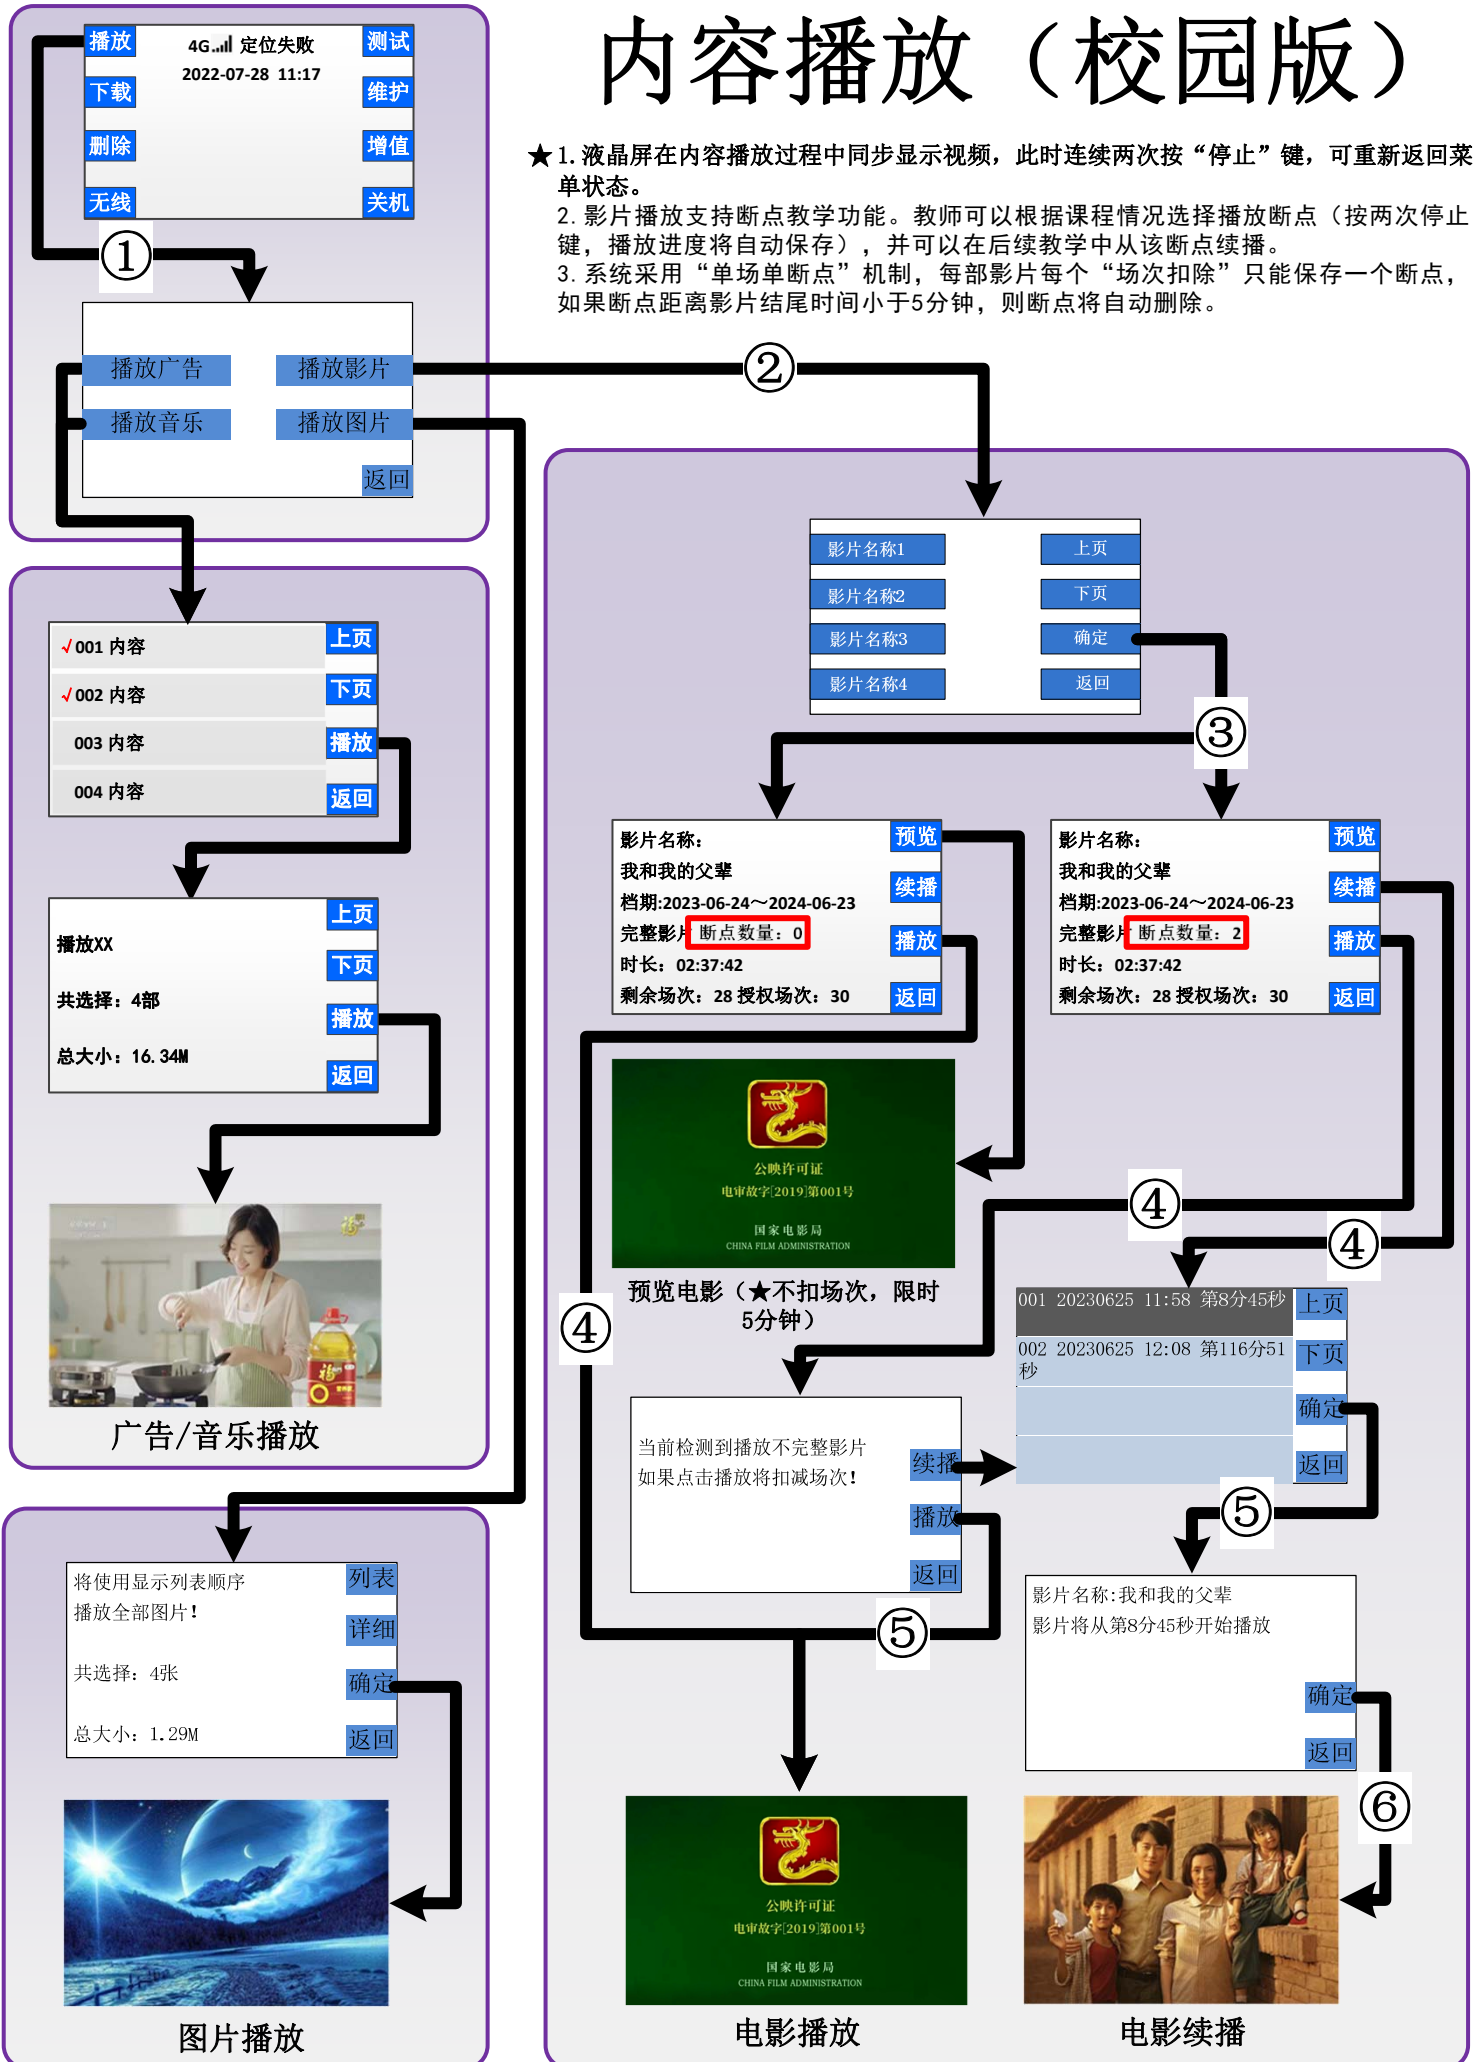 内容播放（校园版）
★1.液晶屏在内容播放过程中同步显示视频，此时连续两次按“停止”键，可重新返回菜
单状态。
2.影片播放支持断点教学功能。教师可以根据课程情况选择播放断点（按两次停止
键，播放进度将自动保存），并可以在后续教学中从该断点续播。
3.系统采用“单场单断点”机制，每部影片每个“场次扣除”只能保存一个断点，
如果断点距离影片结尾时间小于5分钟，则断点将自动删除。
播放
4G 定位失败
测试
2022-07-28 11:17
下载
维护
删除
增值
无线
关机
①
播放广告
播放影片
播放音乐
播放图片
返回
②
√001 内容
上页
√002 内容
下页
003 内容
播放
004 内容
返回
上页
播放XX
下页
共选择：4部
播放
总大小：16.34M
返回
广告/音乐播放
将使用显示列表顺序
列表
播放全部图片！
详细
共选择：4张
确定
总大小：1.29M
返回
图片播放
影片名称1
上页
影片名称2
下页
影片名称3
确定
影片名称4
返回
③
影片名称：
预览
我和我的父辈
续播
档期:2023-06-24～2024-06-23
完整影片 断点数量：0
播放
时长：02:37:42
剩余场次：28 授权场次：30
返回
影片名称：
预览
我和我的父辈
续播
档期:2023-06-24～2024-06-23
完整影片 断点数量：2
播放
时长：02:37:42
剩余场次：28 授权场次：30
返回
公映许可证
电审故字[2019]第001号
国家电影局
CHINA FILM ADMINISTRATION
预览电影（★不扣场次，限时
5分钟）
④
④
④
001 20230625 11:58 第8分45秒
上页
002 20230625 12:08 第116分51
秒
下页
确定
返回
当前检测到播放不完整影片
如果点击播放将扣减场次！
续播
播放
返回
⑤
⑤
影片名称:我和我的父辈
影片将从第8分45秒开始播放
确定
返回
⑥
公映许可证
电审故字[2019]第001号
国家电影局
CHINA FILM ADMINISTRATION
电影播放
电影续播